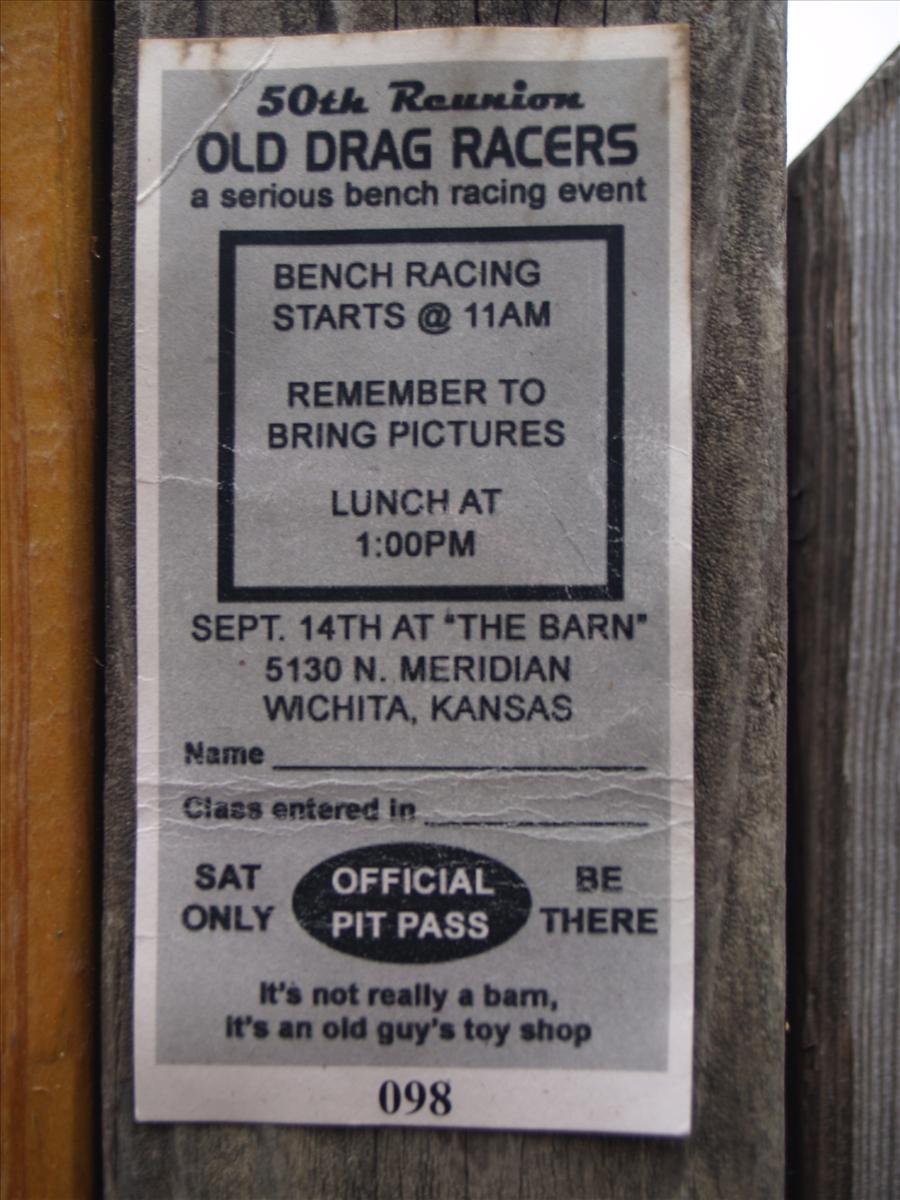 50th Reunion
OLD DRAG RACERS
a serious bench racing event
BENCH RACING
STARTS @ 11AM
REMEMBER TO
BRING PICTURES
LUNCH AT
1:00PM
SEPT. 14TH AT "THE BARN"
5130 N. MERIDIAN
WICHITA, KANSAS
Name
Class entered in
SAT
ONLY
OFFICIAL
PIT PASS
BE
THERE
It's not really a barn,
it's an old guy's toy shop
098